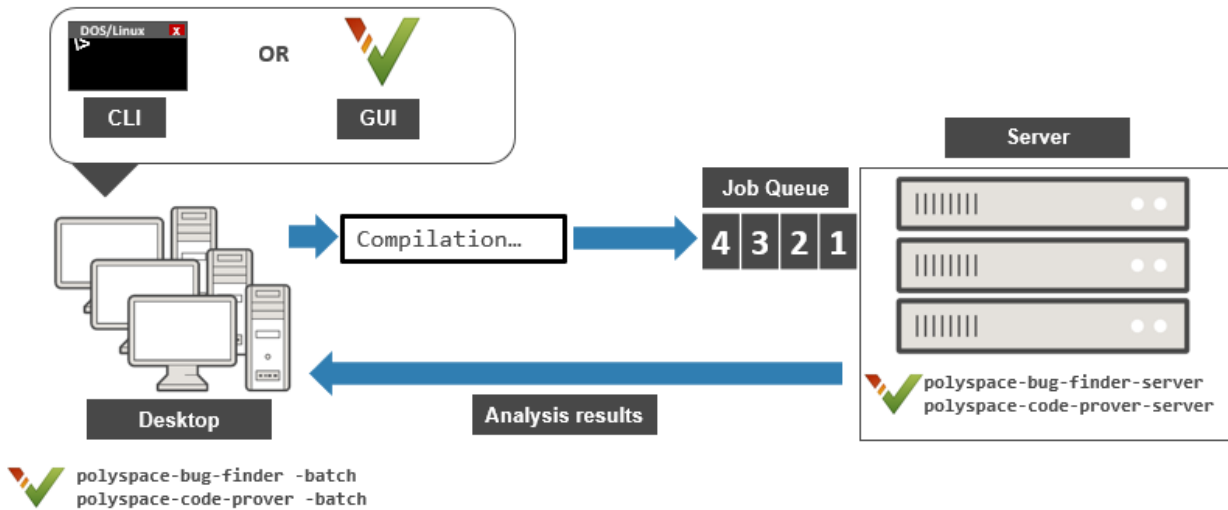 DOS/Linux X
\>
OR
CLI
GUI
Server
Job Queue
4 3 2 1
Compilation…
polyspace-bug-finder-server
polyspace-code-prover-server
Desktop
Analysis results
polyspace-bug-finder -batch
polyspace-code-prover -batch